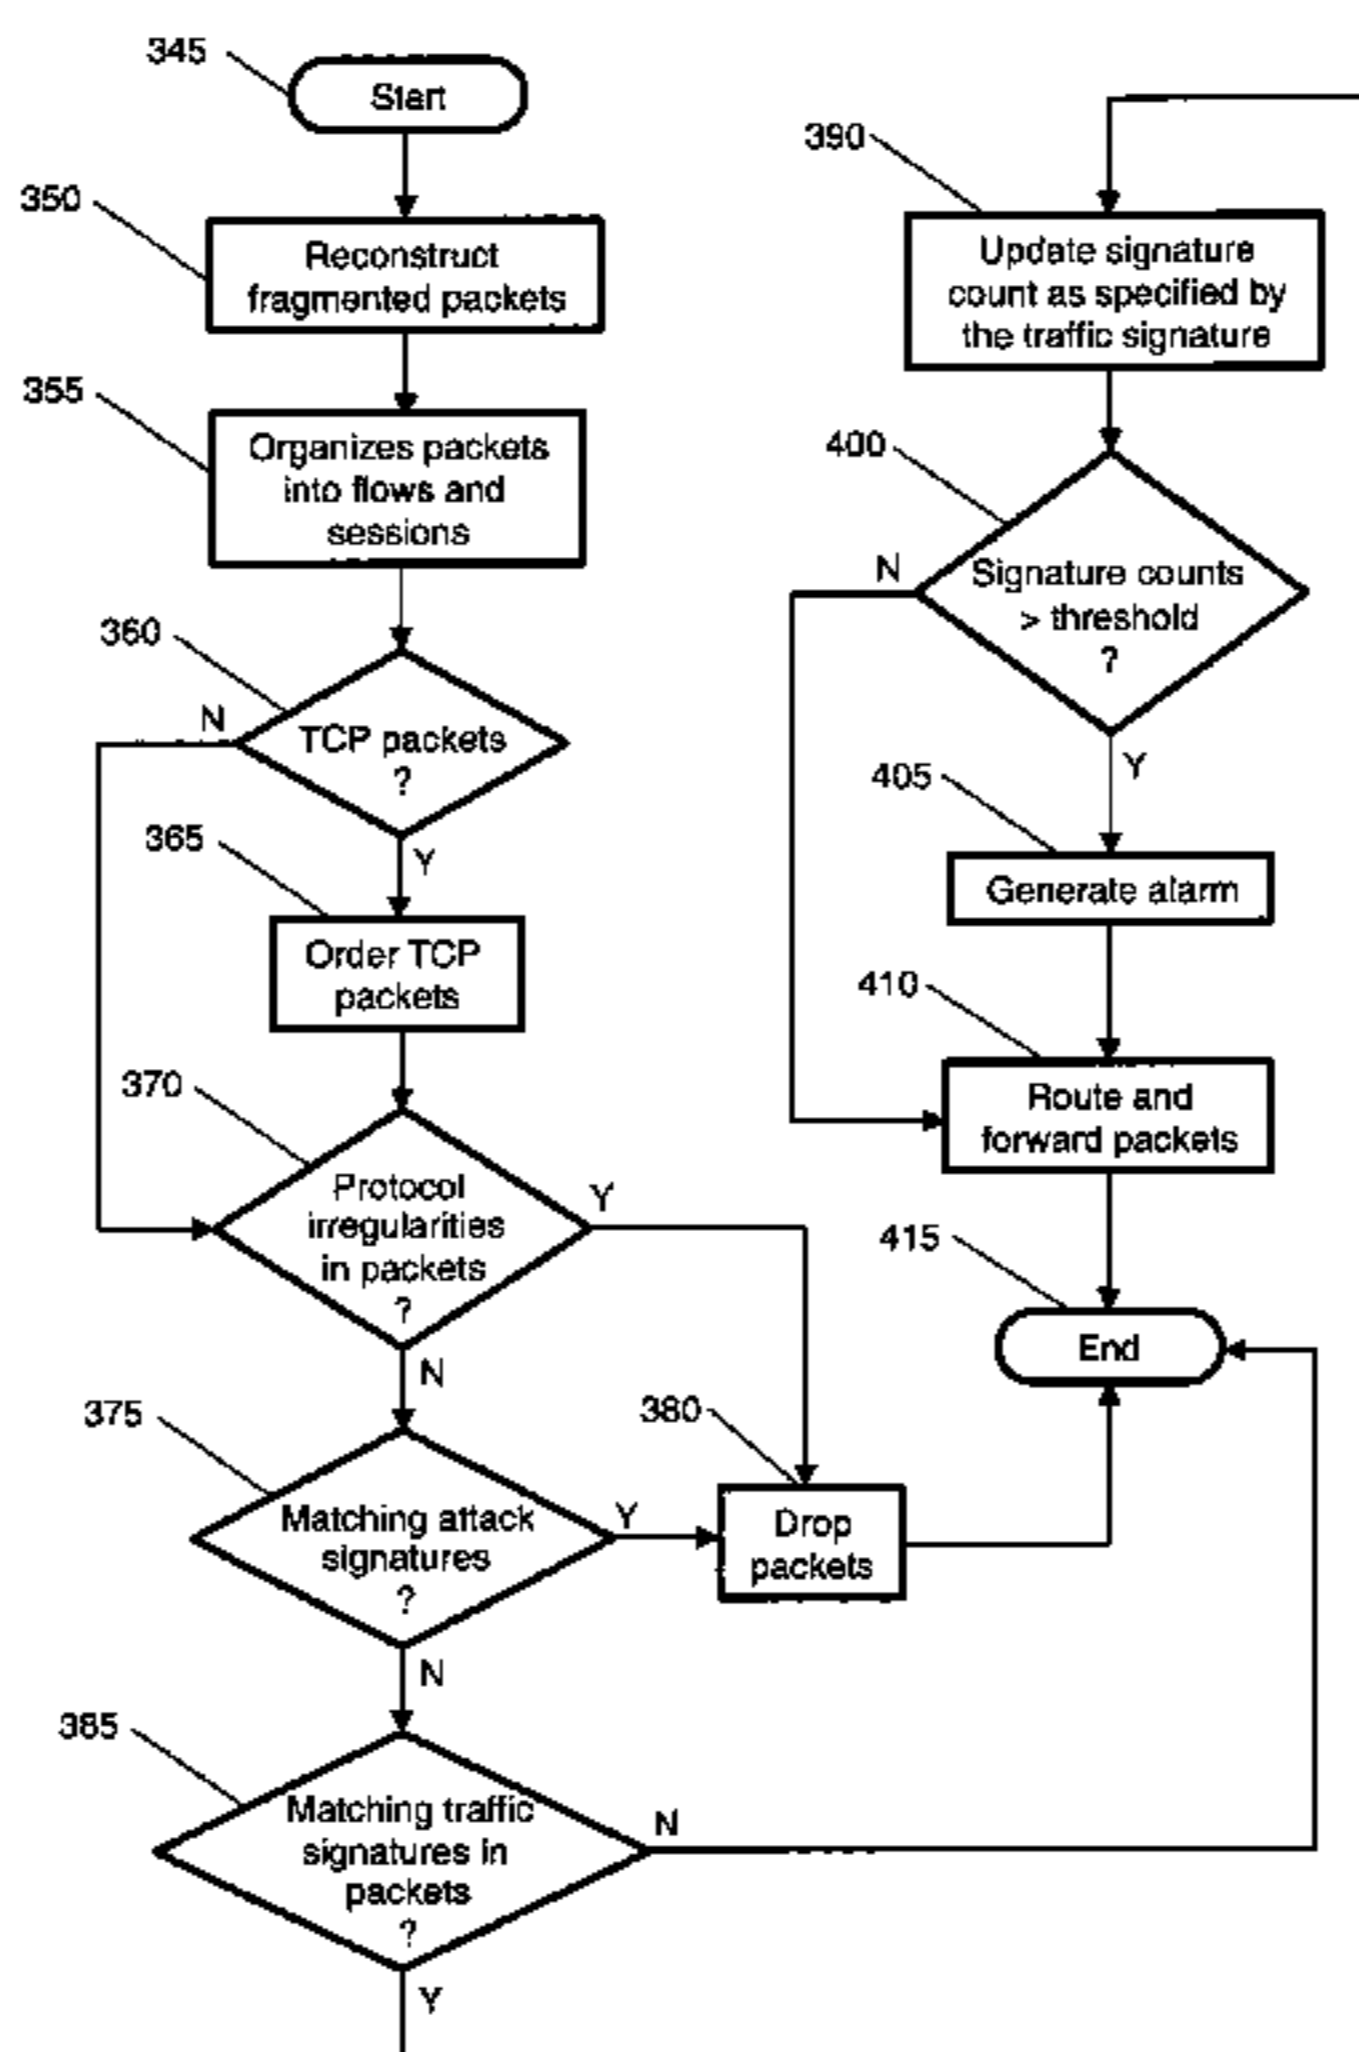 345
Start
350
Reconstruct
fragmented packets
355
Organizes packets
into flows and
sessions
360
N
TCP packets
?
Y
365
Order TCP
packets
370
Protocol
irregularities
in packets
?
Y
N
375
Matching attack
signatures
?
Y
N
380
Drop
packets
385
Matching traffic
signatures in
packets
?
N
Y
390
Update signature
count as specified by
the traffic signature
400
N
Signature counts
> threshold
?
Y
405
Generate alarm
410
Route and
forward packets
415
End